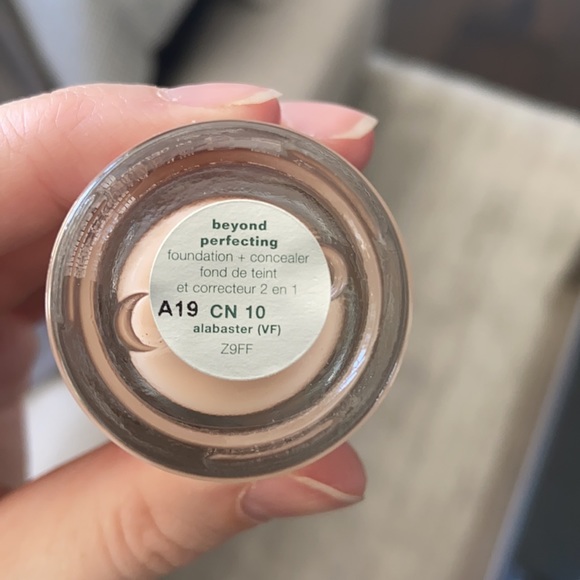 beyond
perfecting
foundation + concealer
fond de teint
et correcteur 2 en 1
A19 CN 10
alabaster (VF)
Z9FF